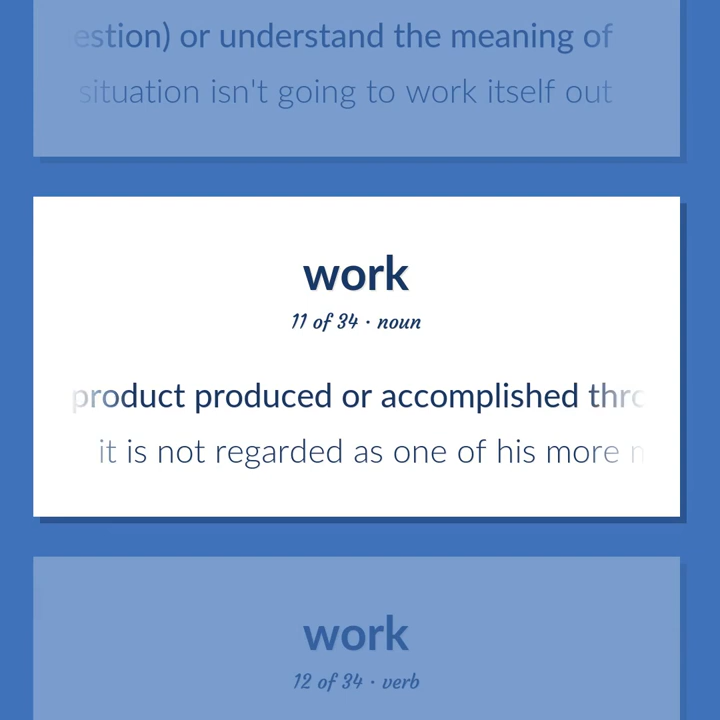 estion) or understand the meaning of
situation isn't going to work itself out
work
11 of 34 · noun
product produced or accomplished thro
it is not regarded as one of his more
work
12 of 34 · verb